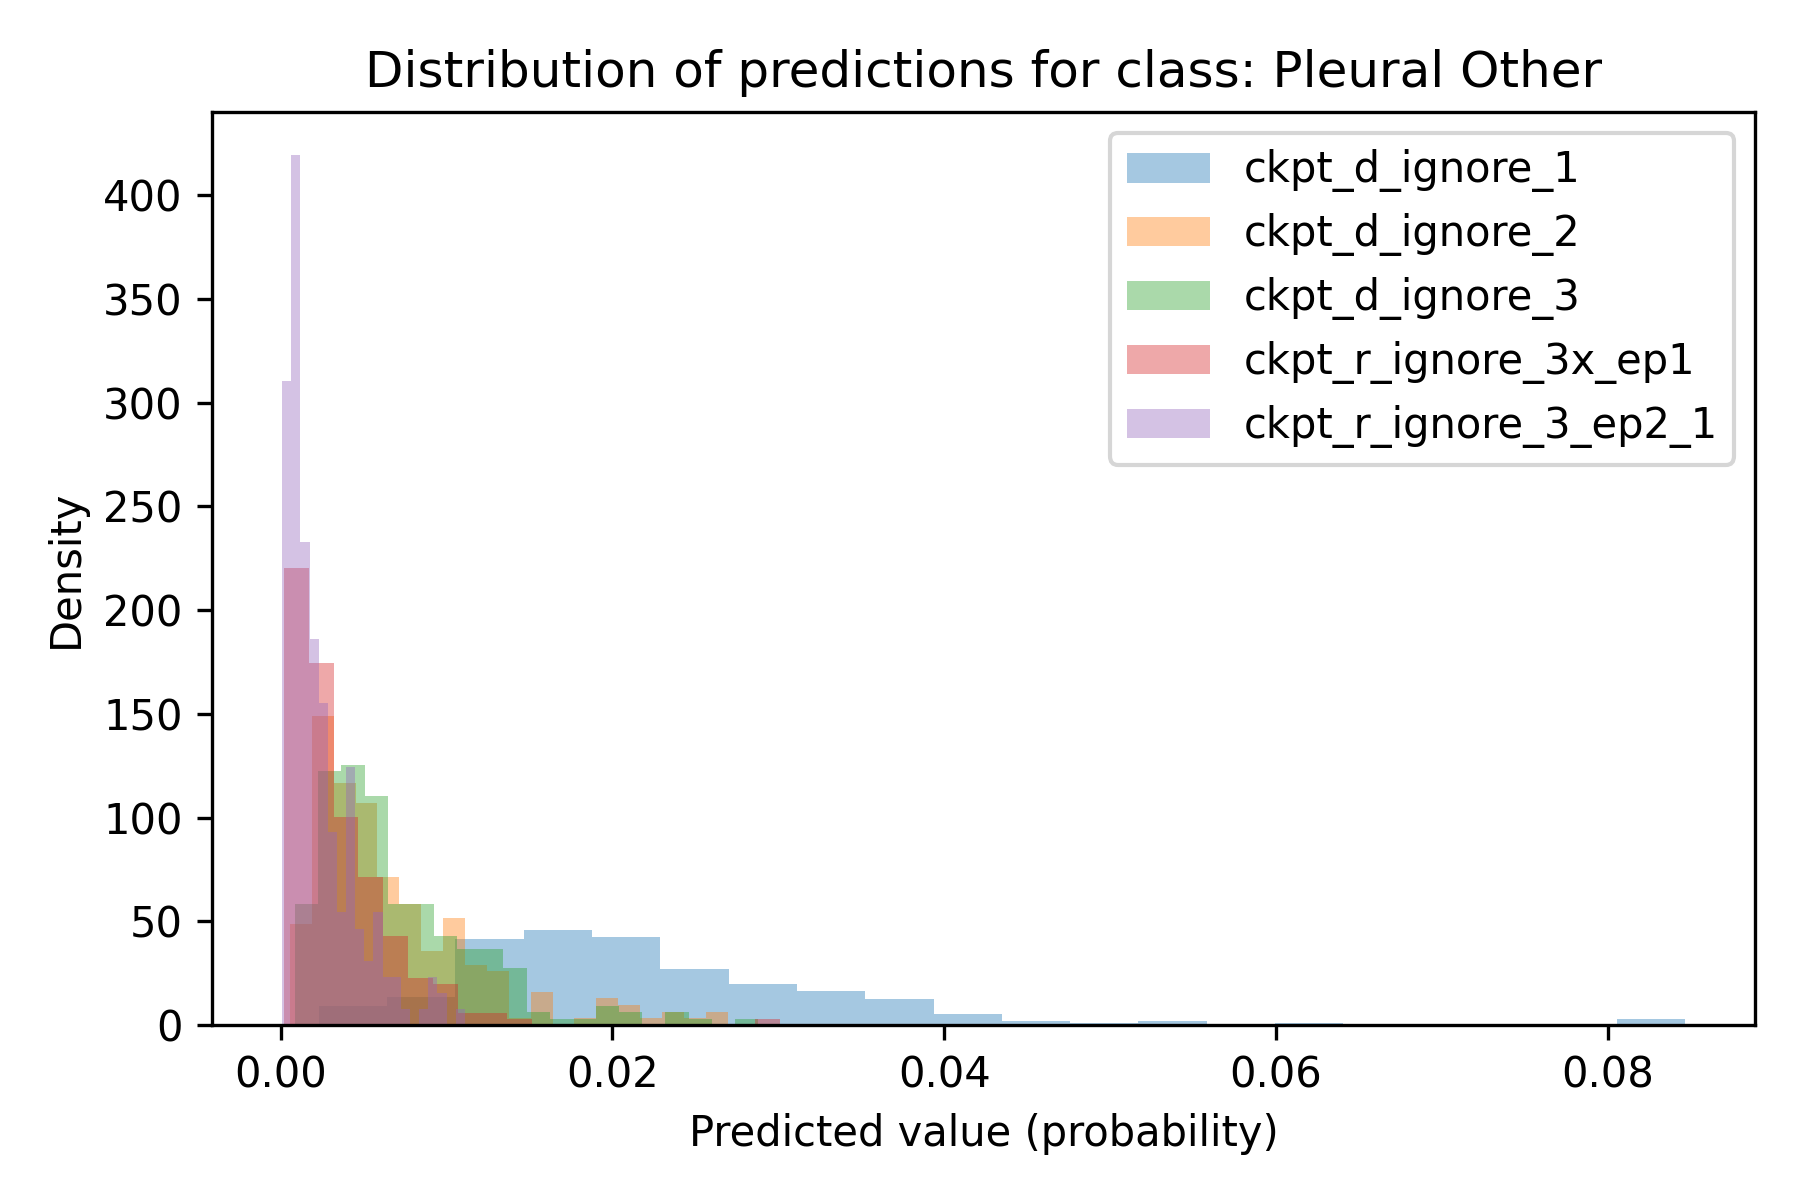 Distribution of predictions for class: Pleural Other
ckpt_d_ignore_1
ckpt_d_ignore_2
ckpt_d_ignore_3
ckpt_r_ignore_3x_ep1
ckpt_r_ignore_3_ep2_1
Density
400
350
300
250
200
150
100
50
0
0.00 0.02 0.04 0.06 0.08
Predicted value (probability)